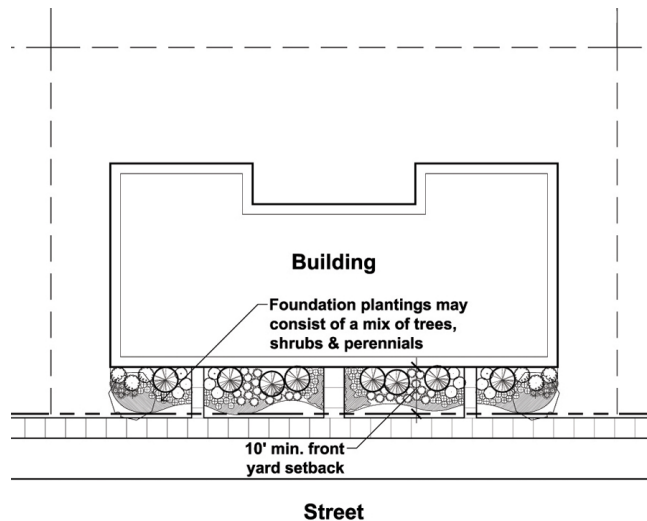 Building
Foundation plantings may
consist of a mix of trees,
shrubs & perennials
10' min. front
yard setback
Street